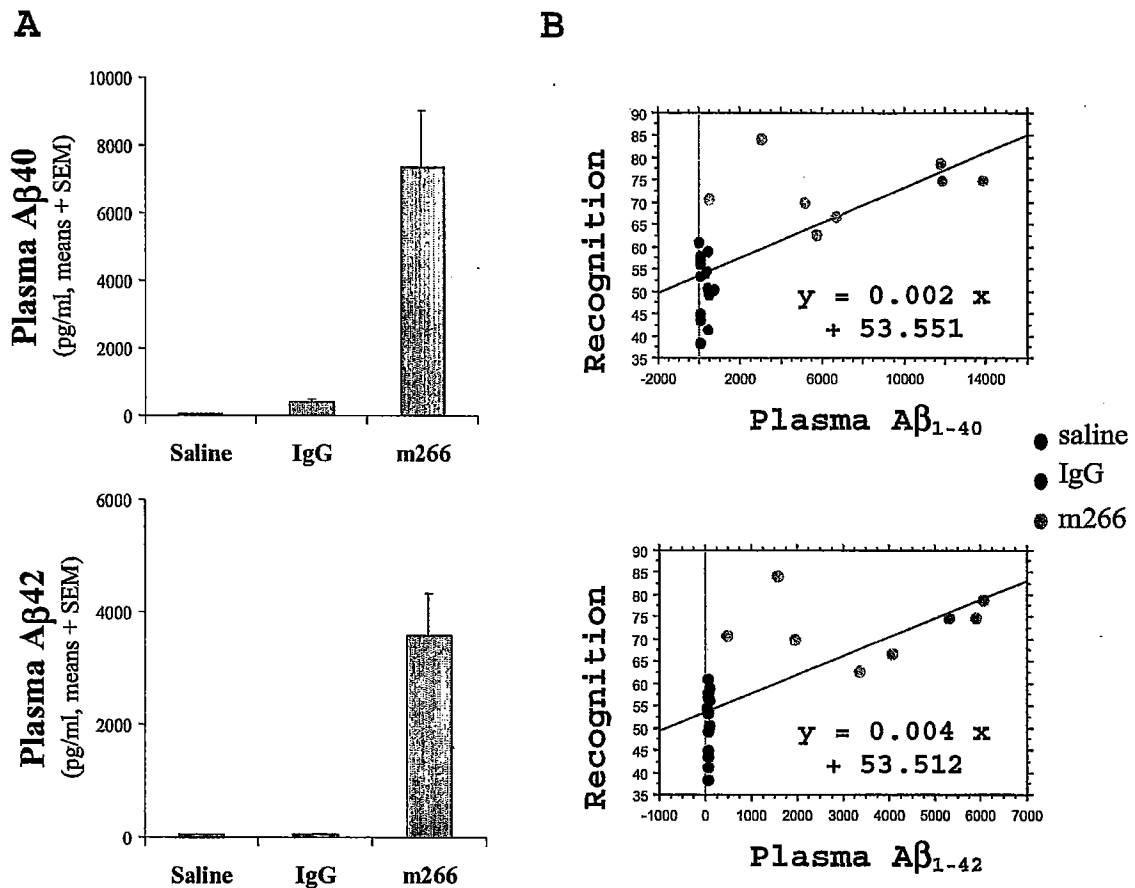 A
Plasma Aβ40
(pg/ml, means + SEM)
10000
8000
6000
4000
2000
0
Saline IgG m266
Plasma Aβ42
(pg/ml, means + SEM)
6000
4000
2000
0
Saline IgG m266
B
Recognition
90
85
80
75
70
65
60
55
50
45
40
35
y = 0.002 x
+ 53.551
-2000 0 2000 4000 6000 8000 10000 12000 14000
Plasma Aβ1-40
saline
IgG
m266
Recognition
90
85
80
75
70
65
60
55
50
45
40
35
y = 0.004 x
+ 53.512
-1000 0 1000 2000 3000 4000 5000 6000 7000
Plasma Aβ1-42